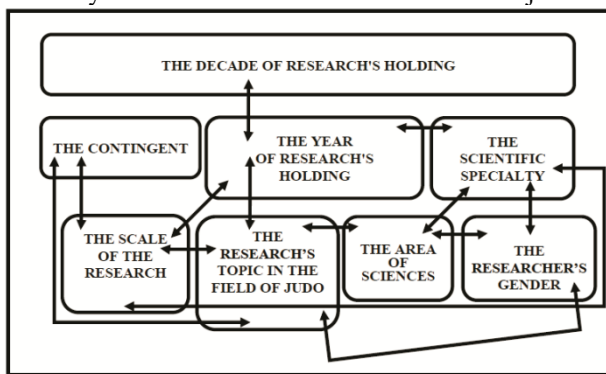 THE DECADE OF RESEARCH'S HOLDING
THE CONTINGENT
THE YEAR
OF RESEARCH'S
HOLDING
THE
SCIENTIFIC
SPECIALTY
THE SCALE
OF THE
RESEARCH
THE
RESEARCH'S
TOPIC IN THE
FIELD OF JUDO
THE AREA
OF
SCIENCES
THE
RESEARCHER'S
GENDER